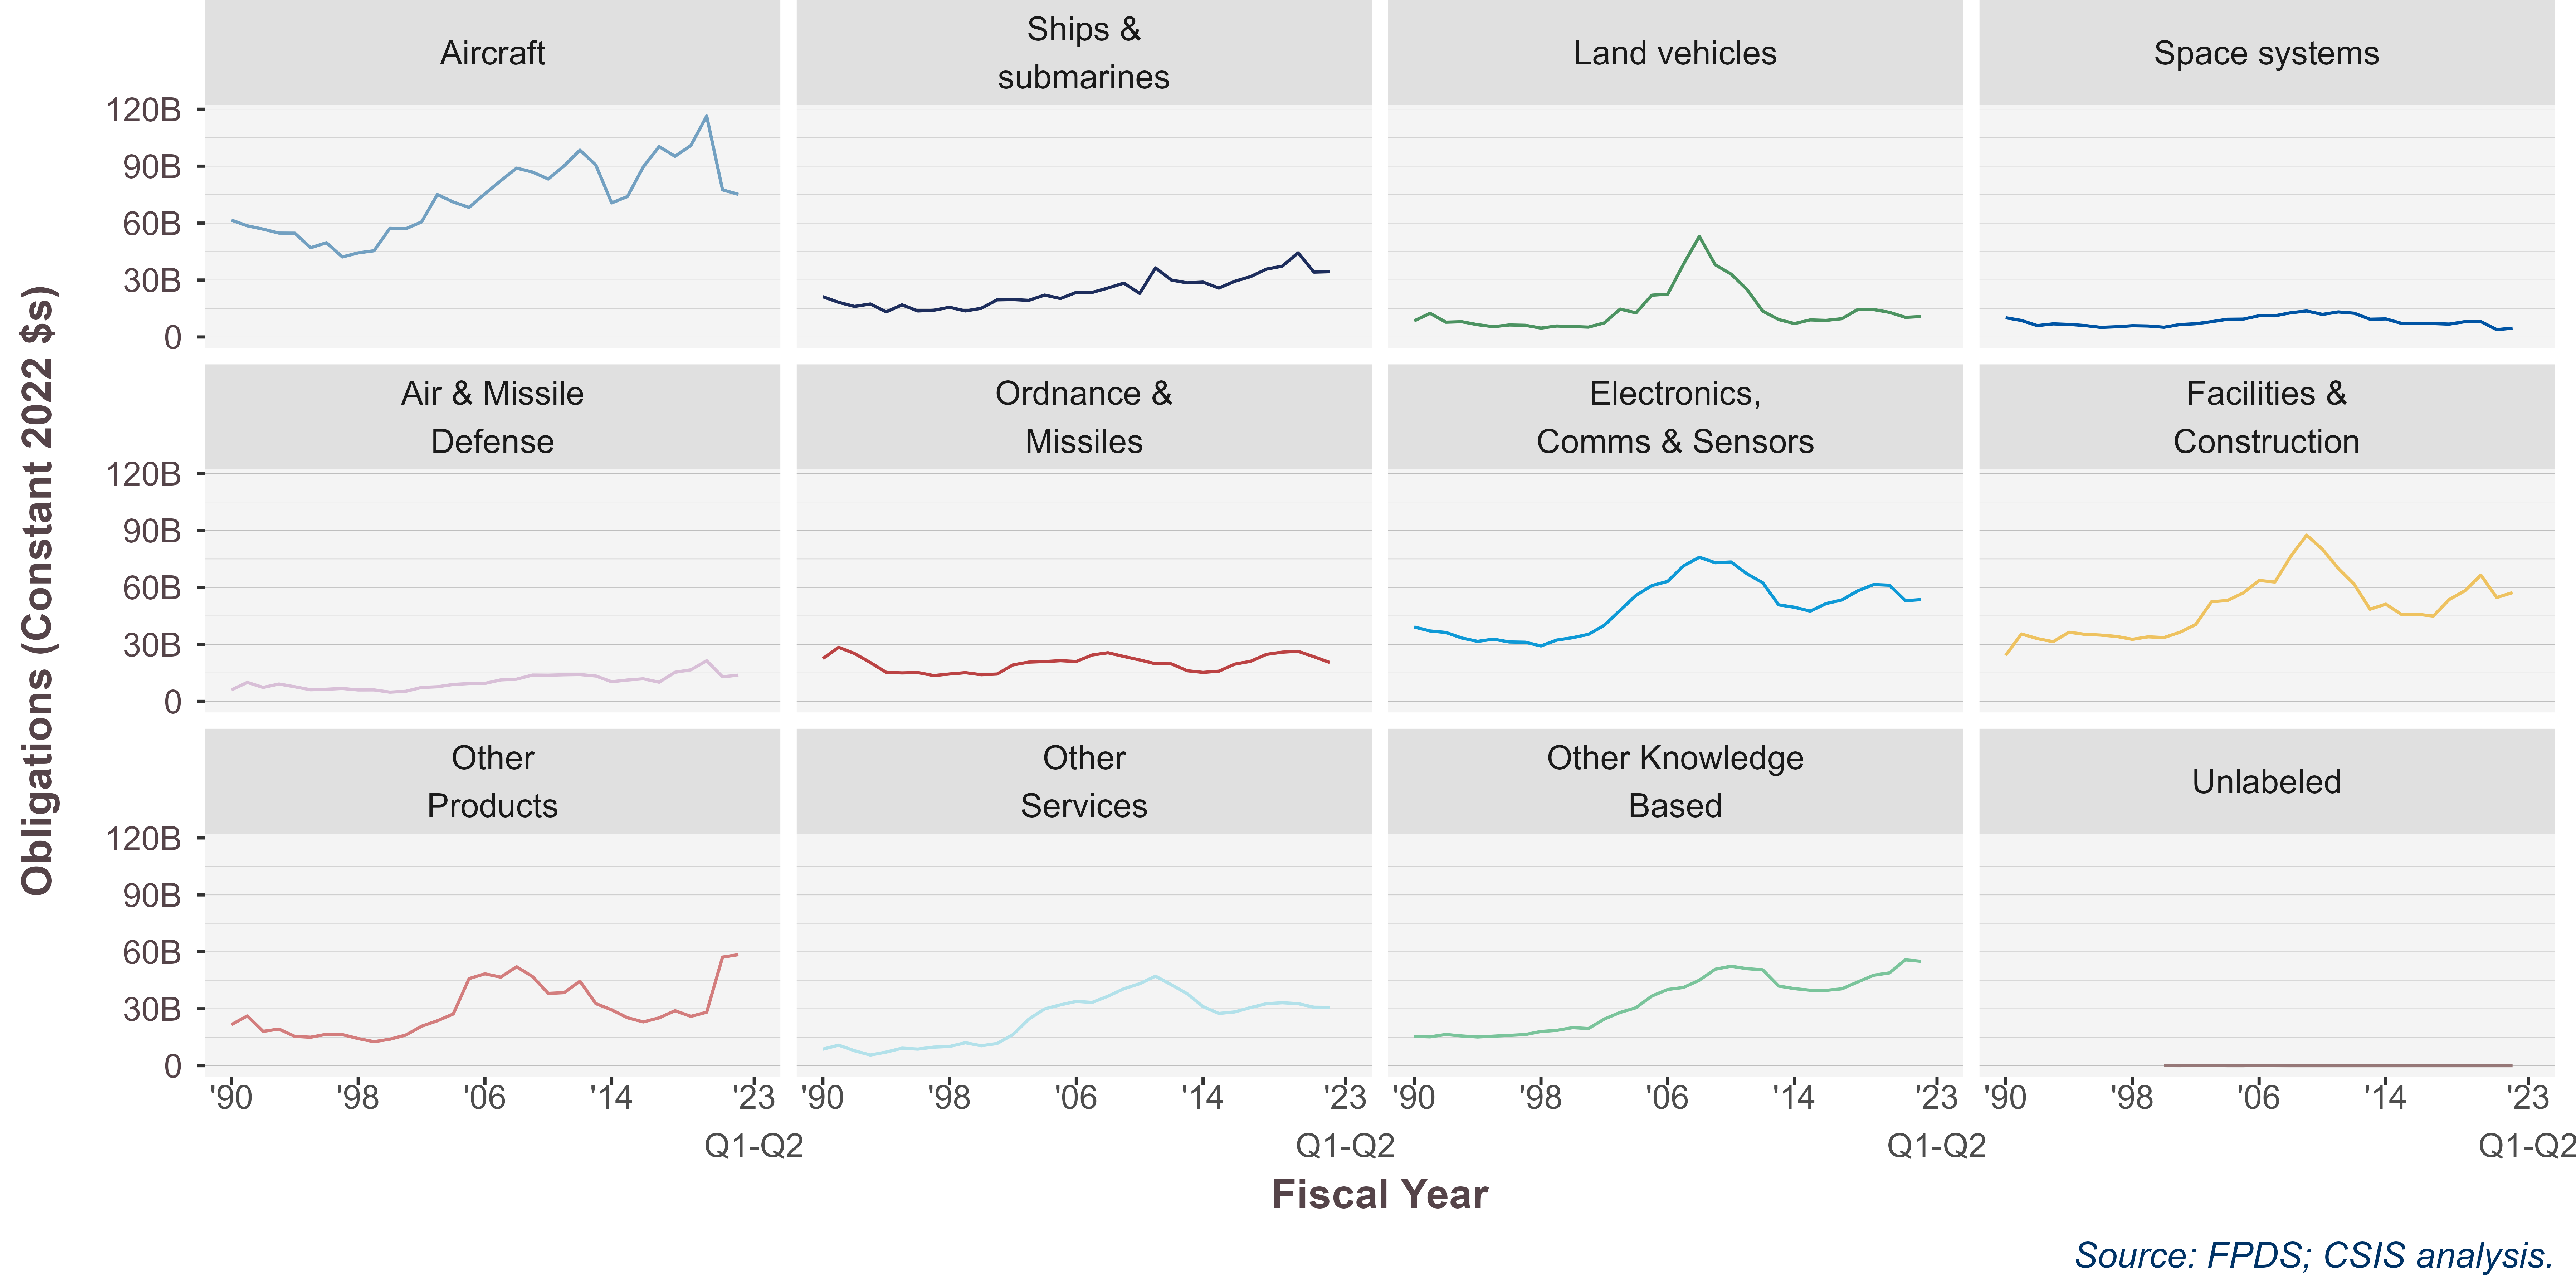 Aircraft
Ships &
submarines
Land vehicles
Space systems
120B
90B
60B
30B
0
Air & Missile
Defense
Ordnance &
Missiles
Electronics,
Comms & Sensors
Facilities &
Construction
120B
90B
60B
30B
0
Other
Products
Other
Services
Other Knowledge
Based
Unlabeled
120B
90B
60B
30B
0
Obligations (Constant 2022 $s)
'90 '98 '06 '14 '23
Q1-Q2
'90 '98 '06 '14 '23
Q1-Q2
'90 '98 '06 '14 '23
Q1-Q2
'90 '98 '06 '14 '23
Q1-Q2
Fiscal Year
Source: FPDS; CSIS analysis.